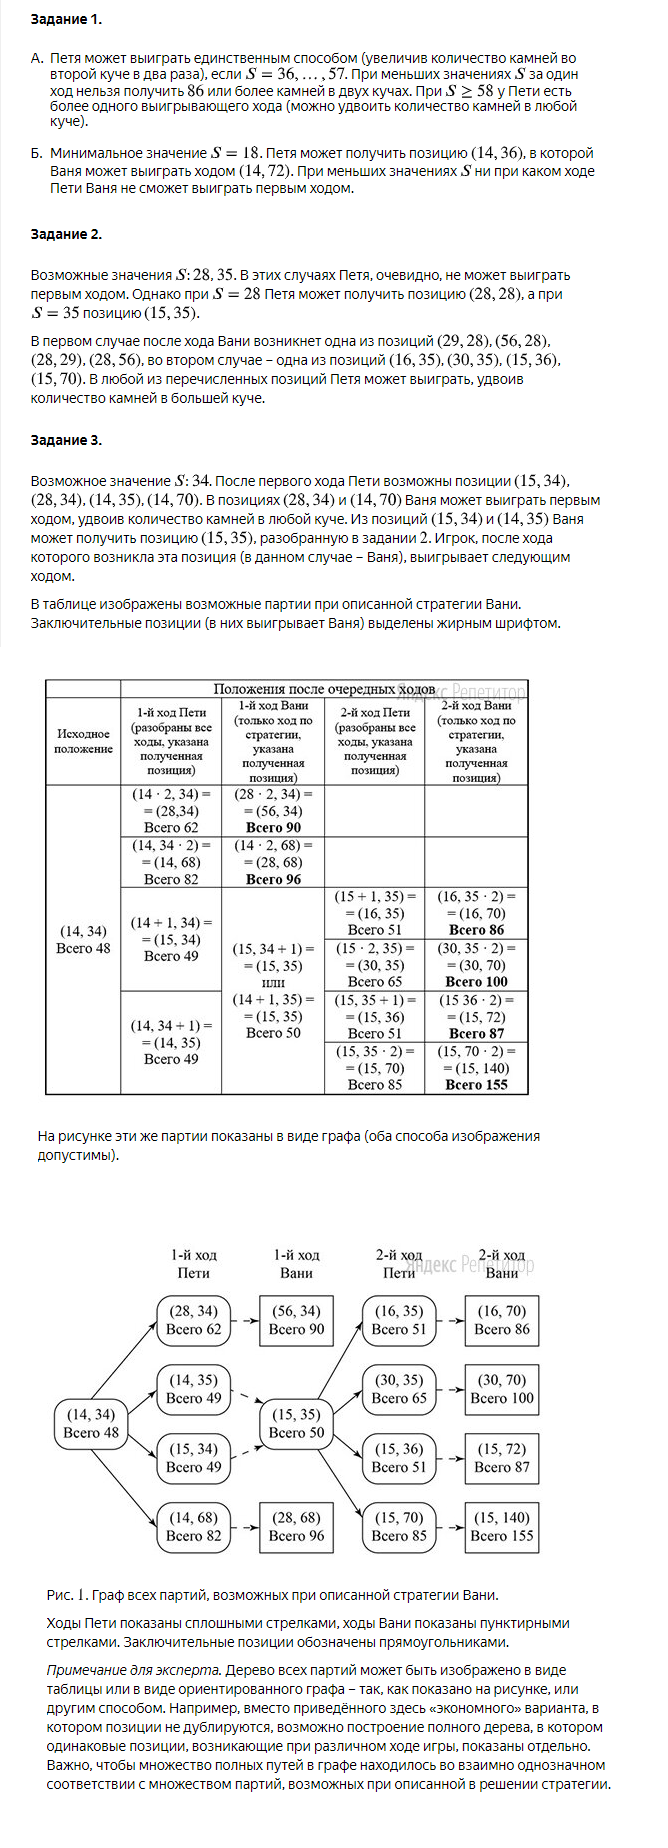 Задание 1.
А. Петя может выиграть единственным способом (увеличив количество камней во
второй куче в два раза), если S = 36, … , 57. При меньших значениях S за один
ход нельзя получить 86 или более камней в двух кучах. При S ≥ 58 у Пети есть
более одного выигрывающего хода (можно удвоить количество камней в любой
куче).
Б. Минимальное значение S = 18. Петя может получить позицию (14, 36), в которой
Ваня может выиграть ходом (14, 72). При меньших значениях S ни при каком ходе
Пети Ваня не сможет выиграть первым ходом.
Задание 2.
Возможные значения S: 28, 35. В этих случаях Петя, очевидно, не может выиграть
первым ходом. Однако при S = 28 Петя может получить позицию (28, 28), а при
S = 35 позицию (15, 35).
В первом случае после хода Вани возникнет одна из позиций (29, 28), (56, 28),
(28, 29), (28, 56), во втором случае – одна из позиций (16, 35), (30, 35), (15, 36),
(15, 70). В любой из перечисленных позиций Петя может выиграть, удвоив
количество камней в большей куче.
Задание 3.
Возможное значение S: 34. После первого хода Пети возможны позиции (15, 34),
(28, 34), (14, 35), (14, 70). В позициях (28, 34) и (14, 70) Ваня может выиграть первым
ходом, удвоив количество камней в любой куче. Из позиций (15, 34) и (14, 35) Ваня
может получить позицию (15, 35), разобранную в задании 2. Игрок, после хода
которого возникла эта позиция (в данном случае – Ваня), выигрывает следующим
ходом.
В таблице изображены возможные партии при описанной стратегии Вани.
Заключительные позиции (в них выигрывает Ваня) выделены жирным шрифтом.
Яндекс Репетитор
Положения после очередных ходов
Исходное
положение
1-й ход Пети
(разобраны все
ходы, указана
полученная
позиция)
1-й ход Вани
(только ход по
стратегии,
указана
полученная
позиция)
2-й ход Пети
(разобраны все
ходы, указана
полученная
позиция)
2-й ход Вани
(только ход по
стратегии,
указана
полученная
позиция)
(14, 34)
Всего 48
(14 · 2, 34) =
= (28,34)
Всего 62
(28 · 2, 34) =
= (56, 34)
Всего 90
(14, 34 · 2) =
= (14, 68)
Всего 82
(14 · 2, 68) =
= (28, 68)
Всего 96
(14 + 1, 34) =
= (15, 34)
Всего 49
(14, 34 + 1) =
= (14, 35)
Всего 49
(15, 34 + 1) =
= (15, 35)
или
(14 + 1, 35) =
= (15, 35)
Всего 50
(15 + 1, 35) =
= (16, 35)
Всего 51
(16, 35 · 2) =
= (16, 70)
Всего 86
(15 · 2, 35) =
= (30, 35)
Всего 65
(30, 35 · 2) =
= (30, 70)
Всего 100
(15, 35 + 1) =
= (15, 36)
Всего 51
(15 36 · 2) =
= (15, 72)
Всего 87
(15, 35 · 2) =
= (15, 70)
Всего 85
(15, 70 · 2) =
= (15, 140)
Всего 155
На рисунке эти же партии показаны в виде графа (оба способа изображения
допустимы).
Яндекс Репетитор
1-й ход
Пети
1-й ход
Вани
2-й ход
Пети
2-й ход
Вани
(28, 34)
Всего 62
(56, 34)
Всего 90
(16, 35)
Всего 51
(16, 70)
Всего 86
(14, 35)
Всего 49
(30, 35)
Всего 65
(30, 70)
Всего 100
(14, 34)
Всего 48
(15, 35)
Всего 50
(15, 34)
Всего 49
(15, 36)
Всего 51
(15, 72)
Всего 87
(14, 68)
Всего 82
(28, 68)
Всего 96
(15, 70)
Всего 85
(15, 140)
Всего 155
Рис. 1. Граф всех партий, возможных при описанной стратегии Вани.
Ходы Пети показаны сплошными стрелками, ходы Вани показаны пунктирными
стрелками. Заключительные позиции обозначены прямоугольниками.
Примечание для эксперта. Дерево всех партий может быть изображено в виде
таблицы или в виде ориентированного графа – так, как показано на рисунке, или
другим способом. Например, вместо приведённого здесь «экономного» варианта, в
котором позиции не дублируются, возможно построение полного дерева, в котором
одинаковые позиции, возникающие при различном ходе игры, показаны отдельно.
Важно, чтобы множество полных путей в графе находилось во взаимно однозначном
соответствии с множеством партий, возможных при описанной в решении стратегии.